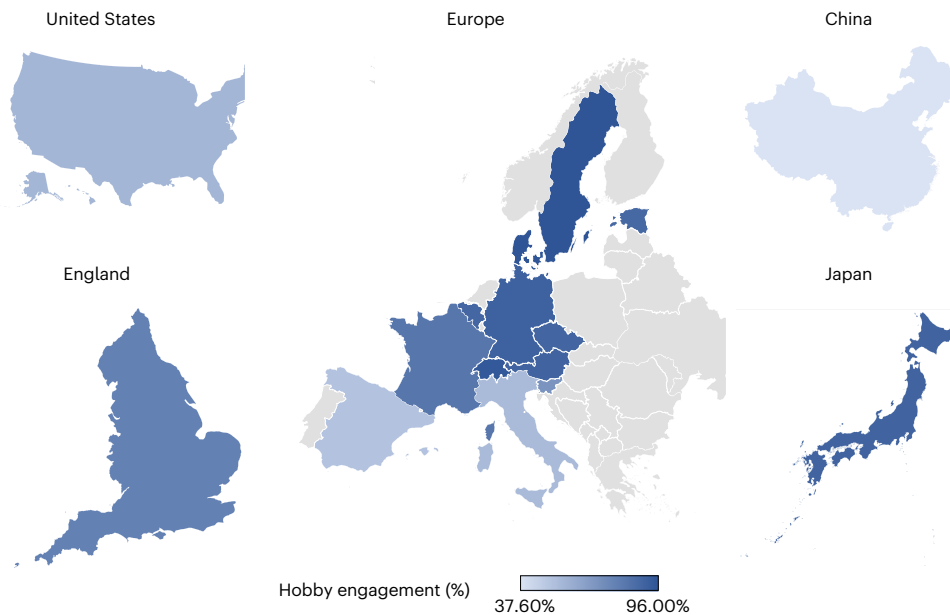 United States
Europe
China
England
Japan
Hobby engagement (%)
37.60%
96.00%